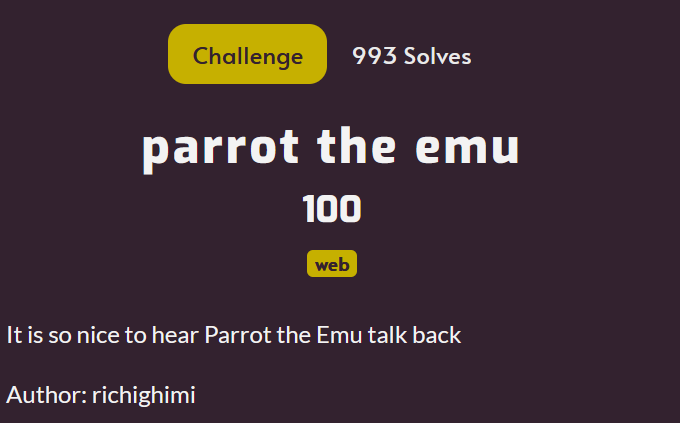 Challenge
993 Solves
parrot the emu
100
web
It is so nice to hear Parrot the Emu talk back
Author: richighimi